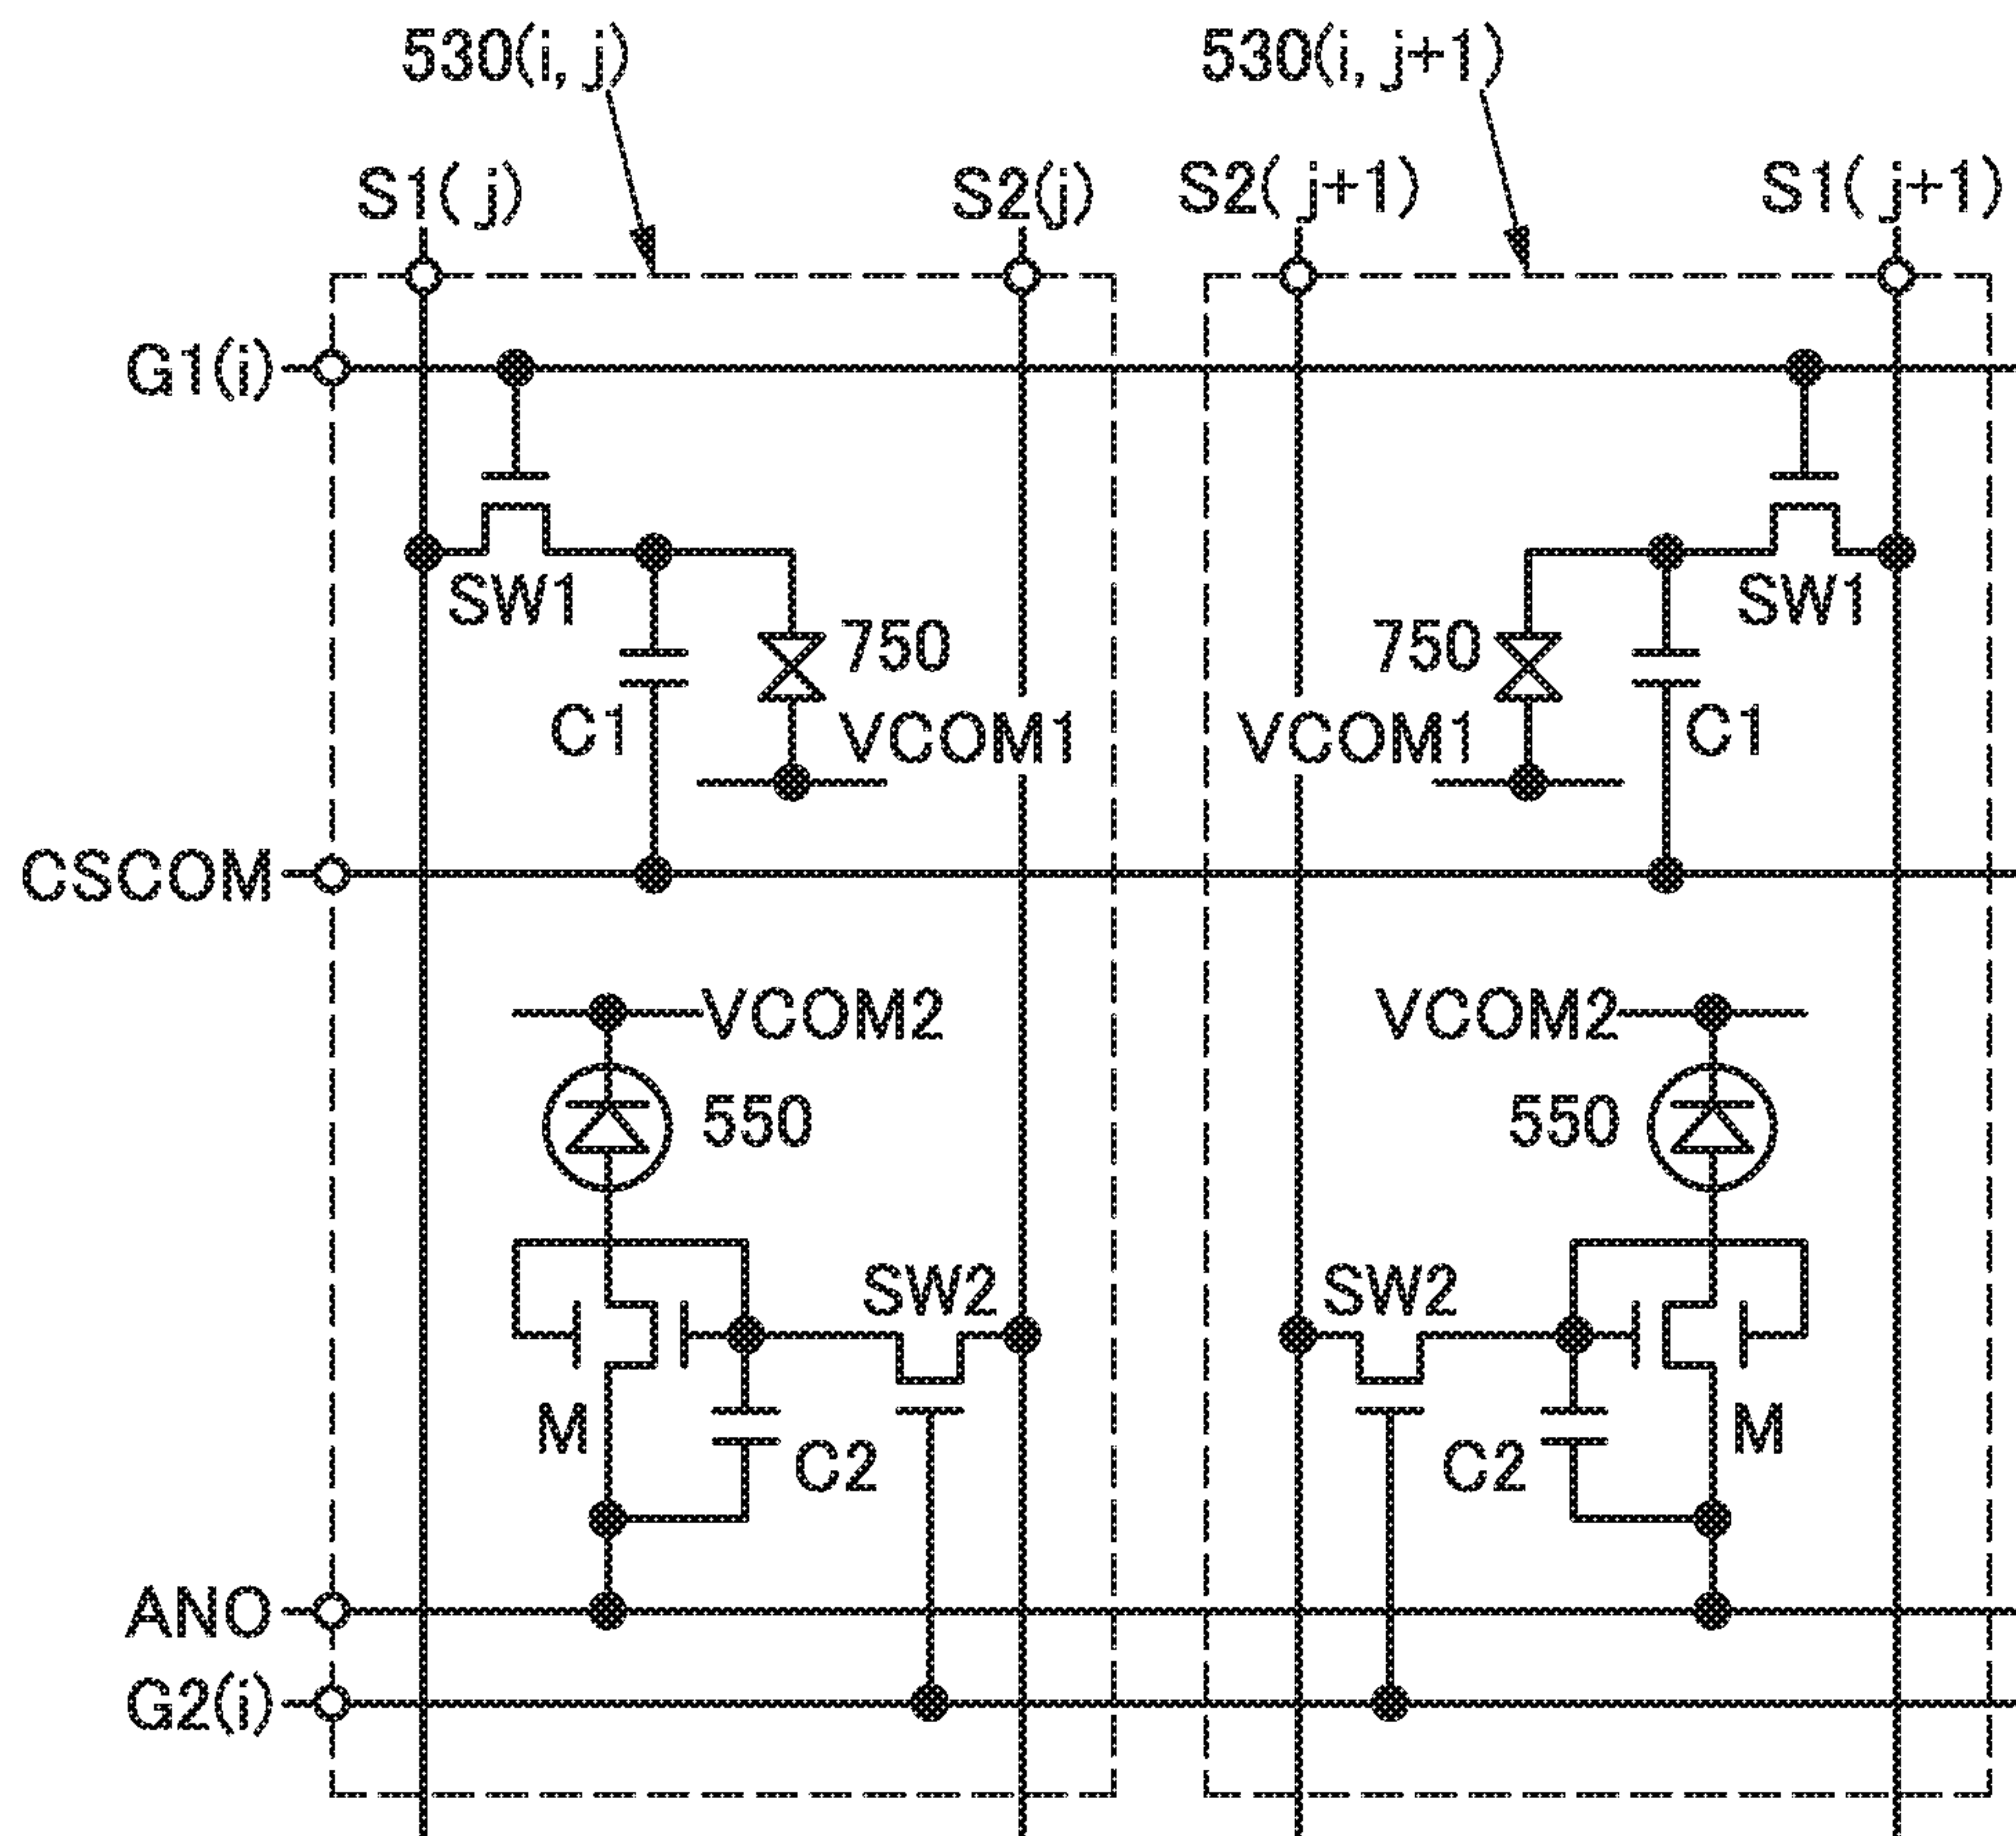 530(i, j) 530(i, j+1)
S1( j) S2(j) S2( j+1) S1( j+1)
G1(i)
SW1 SW1
750 750
C1 VCOM1 VCOM1 C1
CSCOM
VCOM2 VCOM2
550 550
SW2 SW2
M C2 C2 M
ANO
G2(i)